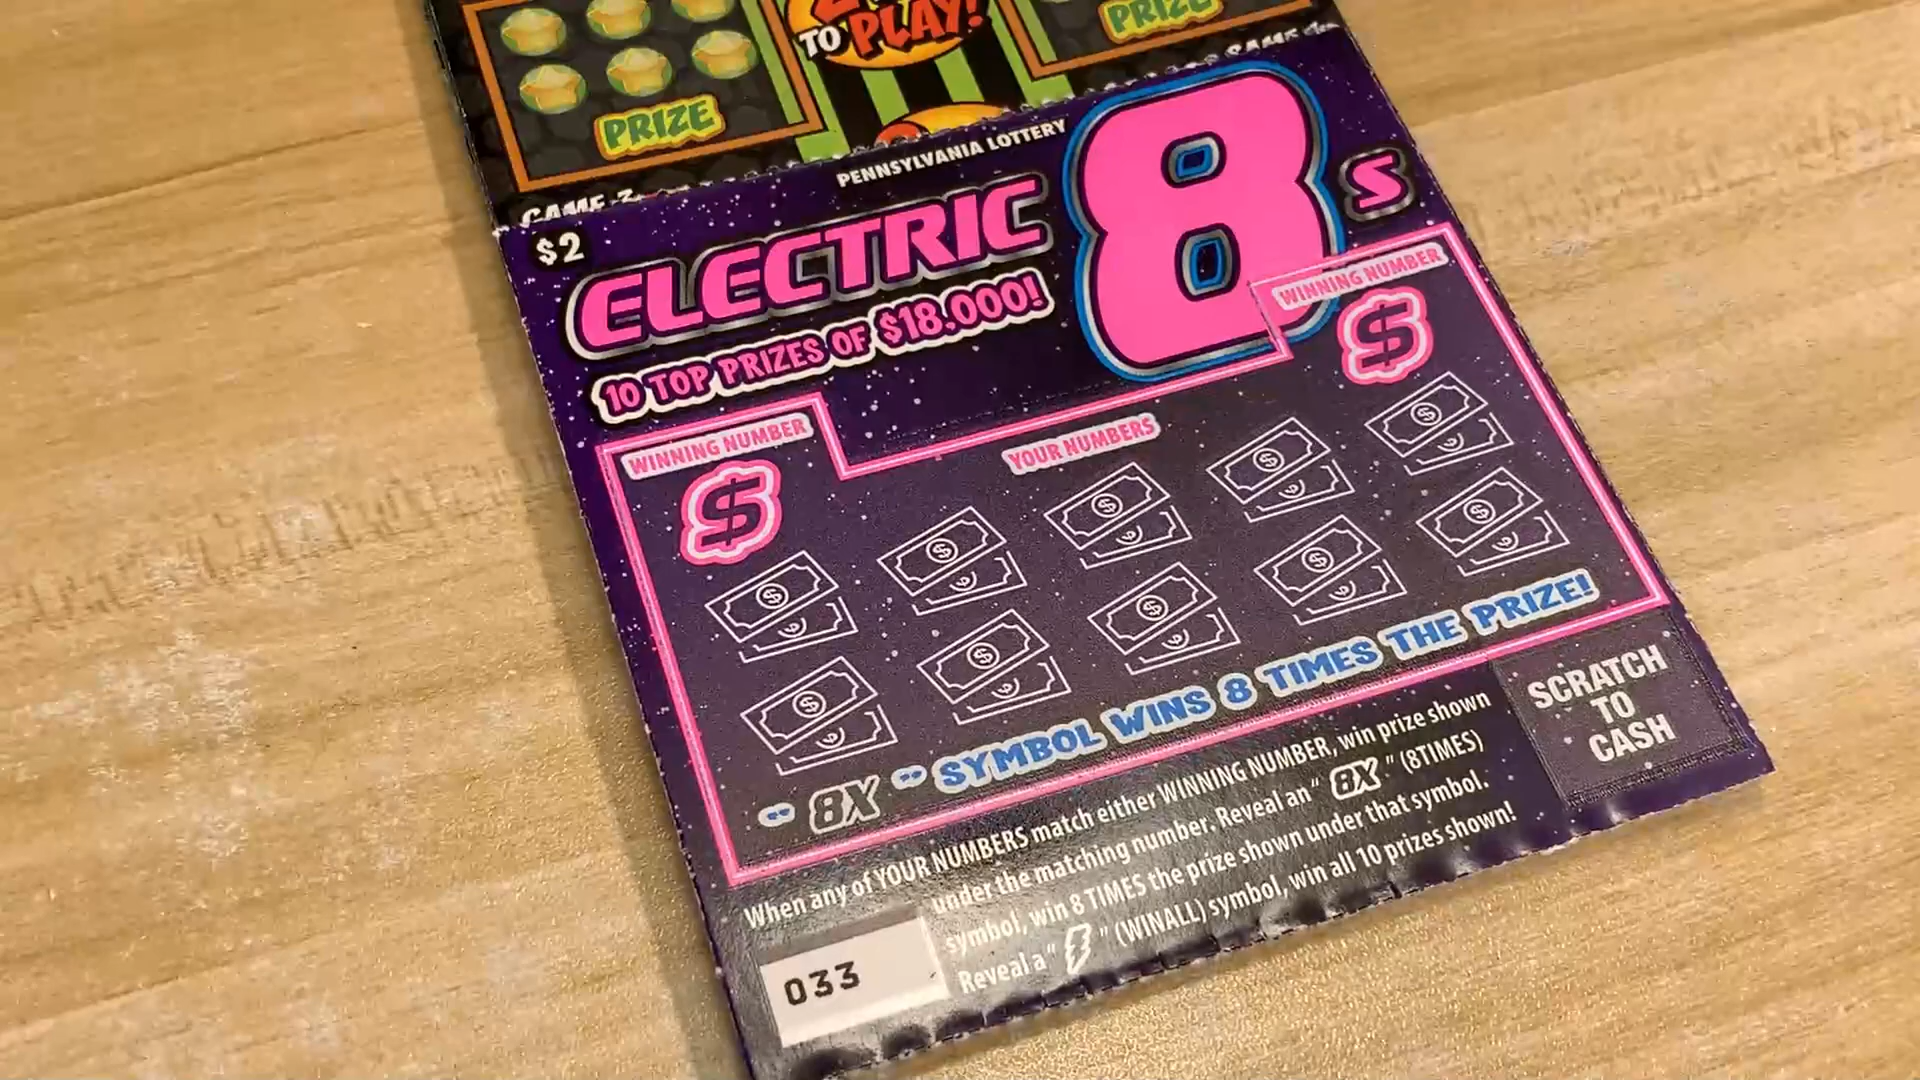 TO PLAY!
PRIZE
PRIZE
GAME 3
PENNSYLVANIA LOTTERY
$2
ELECTRIC 8s
10 TOP PRIZES OF $18,000!
WINNING NUMBER
$
WINNING NUMBER
$
YOUR NUMBERS
" 8X " SYMBOL WINS 8 TIMES THE PRIZE!
SCRATCH
TO
CASH
When any of YOUR NUMBERS match either WINNING NUMBER, win prize shown
under the matching number. Reveal an " 8X " (8TIMES)
symbol, win 8 TIMES the prize shown under that symbol.
Reveal a " " (WINALL) symbol, win all 10 prizes shown!
033